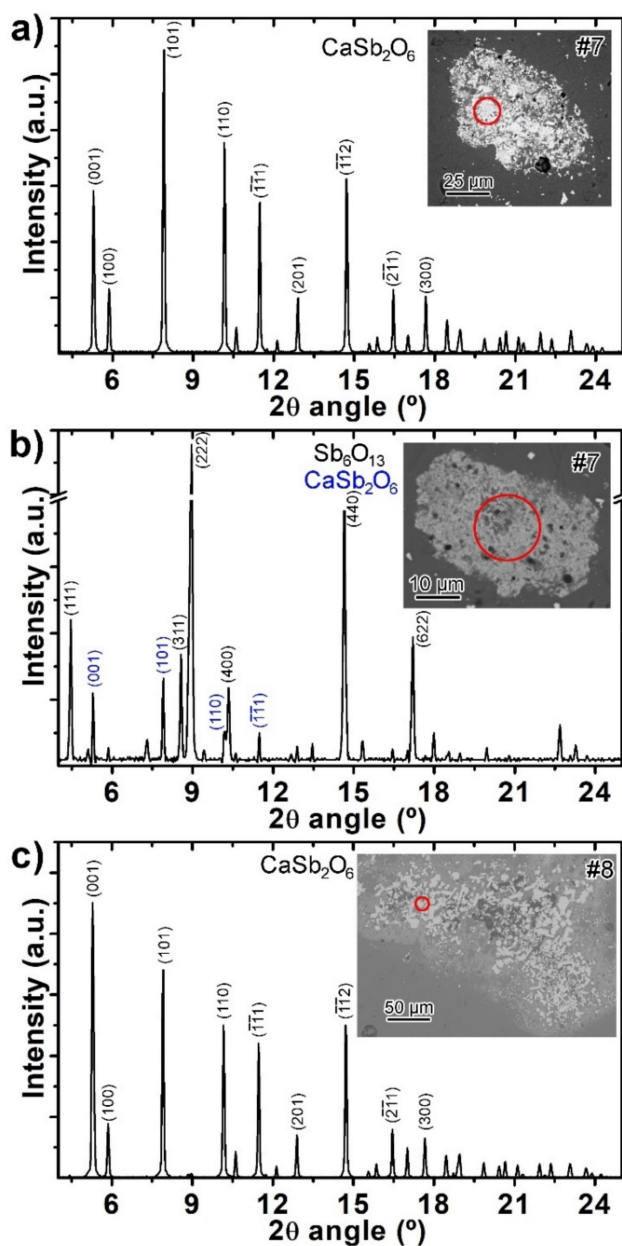 a)
CaSb₂O₆
#7
25 µm
(001)
(100)
(101)
(110)
(1̅1̅1)
(201)
(1̅1̅2)
(2̅11)
(300)
Intensity (a.u.)
6 9 12 15 18 21 24
2θ angle (º)
b)
Sb₆O₁₃
CaSb₂O₆
#7
10 µm
(111)
(001)
(101)
(311)
(222)
(110)
(400)
(1̅1̅1)
(440)
(622)
Intensity (a.u.)
6 9 12 15 18 21 24
2θ angle (º)
c)
CaSb₂O₆
#8
50 µm
(001)
(100)
(101)
(110)
(1̅1̅1)
(201)
(1̅1̅2)
(2̅11)
(300)
Intensity (a.u.)
6 9 12 15 18 21 24
2θ angle (º)